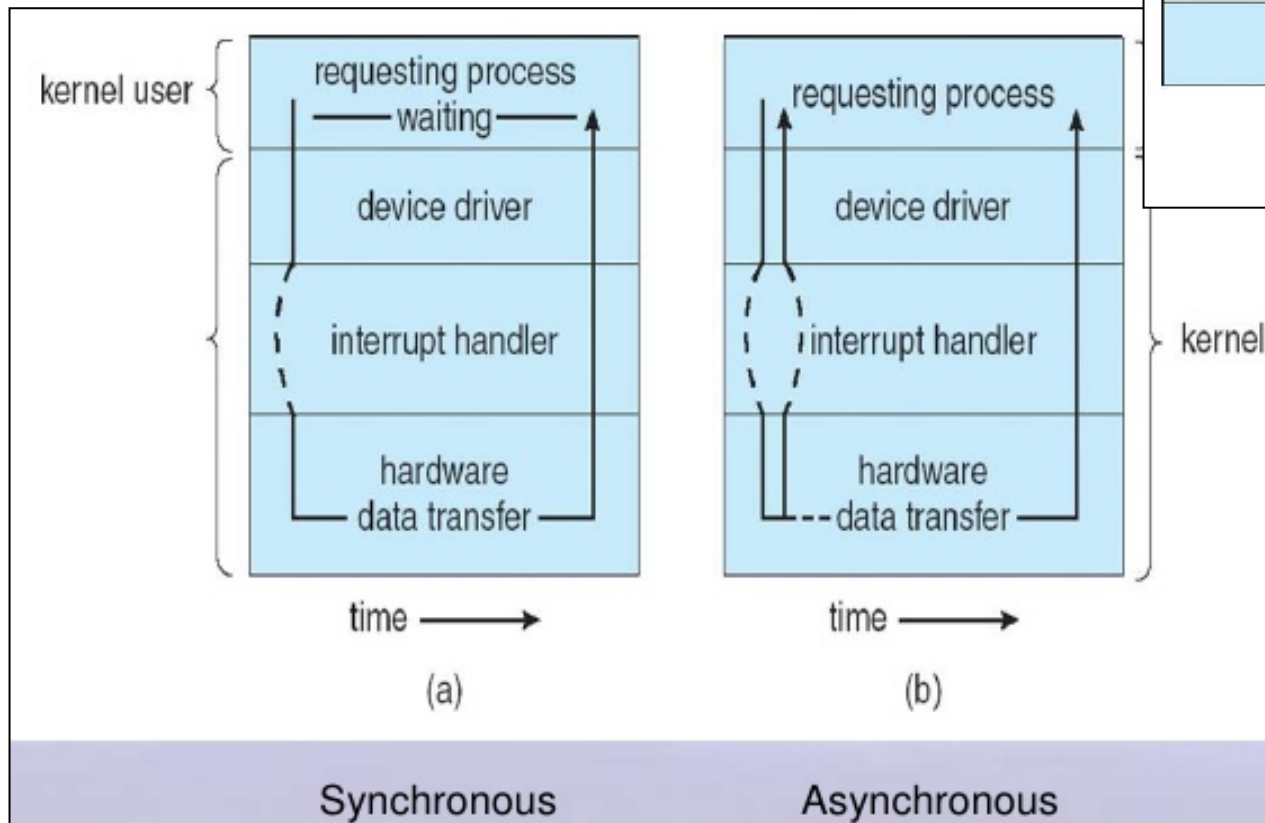 kernel user
requesting process
waiting
device driver
interrupt handler
hardware
data transfer
time
(a)
requesting process
device driver
interrupt handler
hardware
data transfer
kernel
time
(b)
Synchronous
Asynchronous